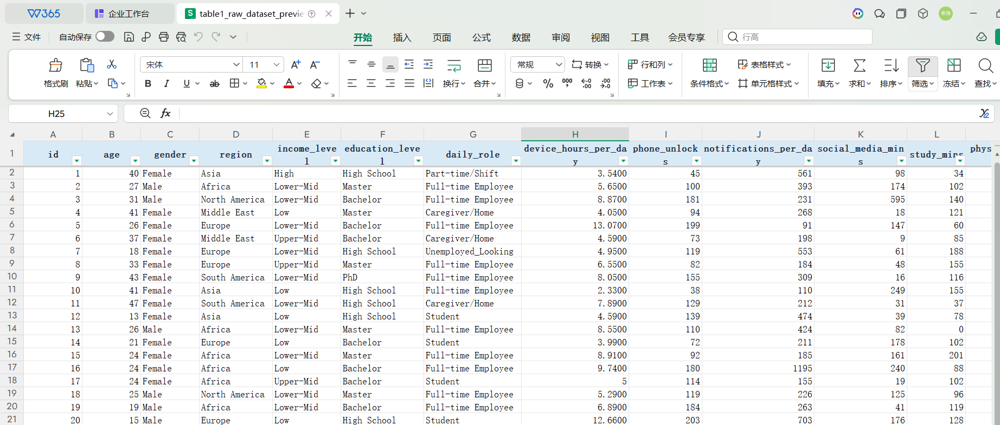 W365 企业工作台 table1_raw_dataset_previe
文件 自动保存 开始 插入 页面 公式 数据 审阅 视图 工具 会员专享 行高
宋体 11 A+ A- 常规 转换 行和列 表格样式
格式刷 粘贴 B I U ab A 换行 合并 % 工作表 条件格式 单元格样式 填充 求和 排序 筛选 冻结 查找
H25 fx
A B C D E F G H I J K L
1 id age gender region income_level education_level daily_role device_hours_per_day phone_unlocks notifications_per_day social_media_mins study_mins phys
2 1 40 Female Asia High High School Part-time/Shift 3.5400 45 561 98 34
3 2 27 Male Africa Lower-Mid Master Full-time Employee 5.6500 100 393 174 102
4 3 31 Male North America Lower-Mid Bachelor Full-time Employee 8.8700 181 231 595 140
5 4 41 Female Middle East Low Master Caregiver/Home 4.0500 94 268 18 121
6 5 26 Female Europe Lower-Mid Bachelor Full-time Employee 13.0700 199 91 147 60
7 6 37 Female Middle East Upper-Mid Bachelor Caregiver/Home 4.5900 73 198 9 85
8 7 18 Female Europe Lower-Mid High School Unemployed_Looking 4.9500 119 553 61 188
9 8 33 Female Europe Upper-Mid Master Full-time Employee 6.5500 82 184 48 155
10 9 43 Female South America Lower-Mid PhD Full-time Employee 8.0500 155 309 16 116
11 10 41 Female Asia Low High School Full-time Employee 2.3300 38 110 249 155
12 11 47 Female South America Lower-Mid High School Caregiver/Home 7.8900 129 212 31 37
13 12 13 Female Asia Low High School Student 4.5900 139 474 39 78
14 13 26 Male Africa Lower-Mid Master Full-time Employee 8.5500 110 424 82 0
15 14 21 Female Europe Low Bachelor Student 3.9900 72 211 178 102
16 15 24 Female Africa Lower-Mid Master Full-time Employee 8.9100 92 185 161 201
17 16 24 Female Africa Low Bachelor Full-time Employee 9.7400 180 1195 240 88
18 17 24 Female Africa Upper-Mid Bachelor Student 5 114 155 19 102
19 18 25 Male North America Lower-Mid Master Full-time Employee 5.2900 119 226 125 96
20 19 19 Male Africa Lower-Mid Bachelor Full-time Employee 6.8900 184 263 41 119
21 20 15 Male Europe Low High School Student 12.6600 203 703 176 128